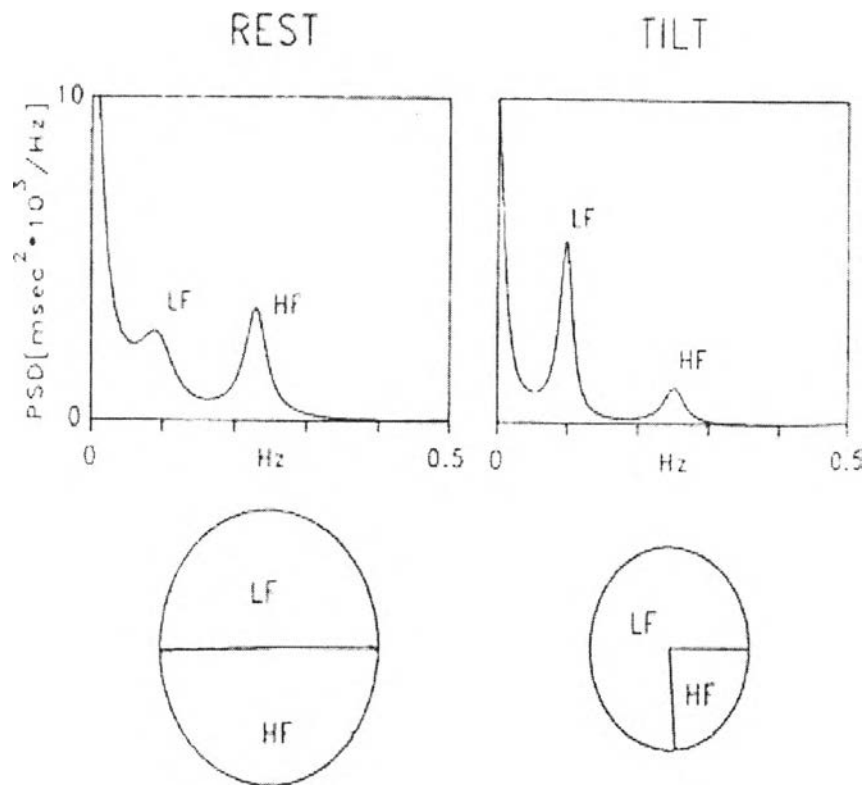 REST
TILT
10
PSD[msec²•10³/Hz]
LF
HF
0
0
Hz
0.5
LF
HF
0
Hz
0.5
LF
HF
LF
HF